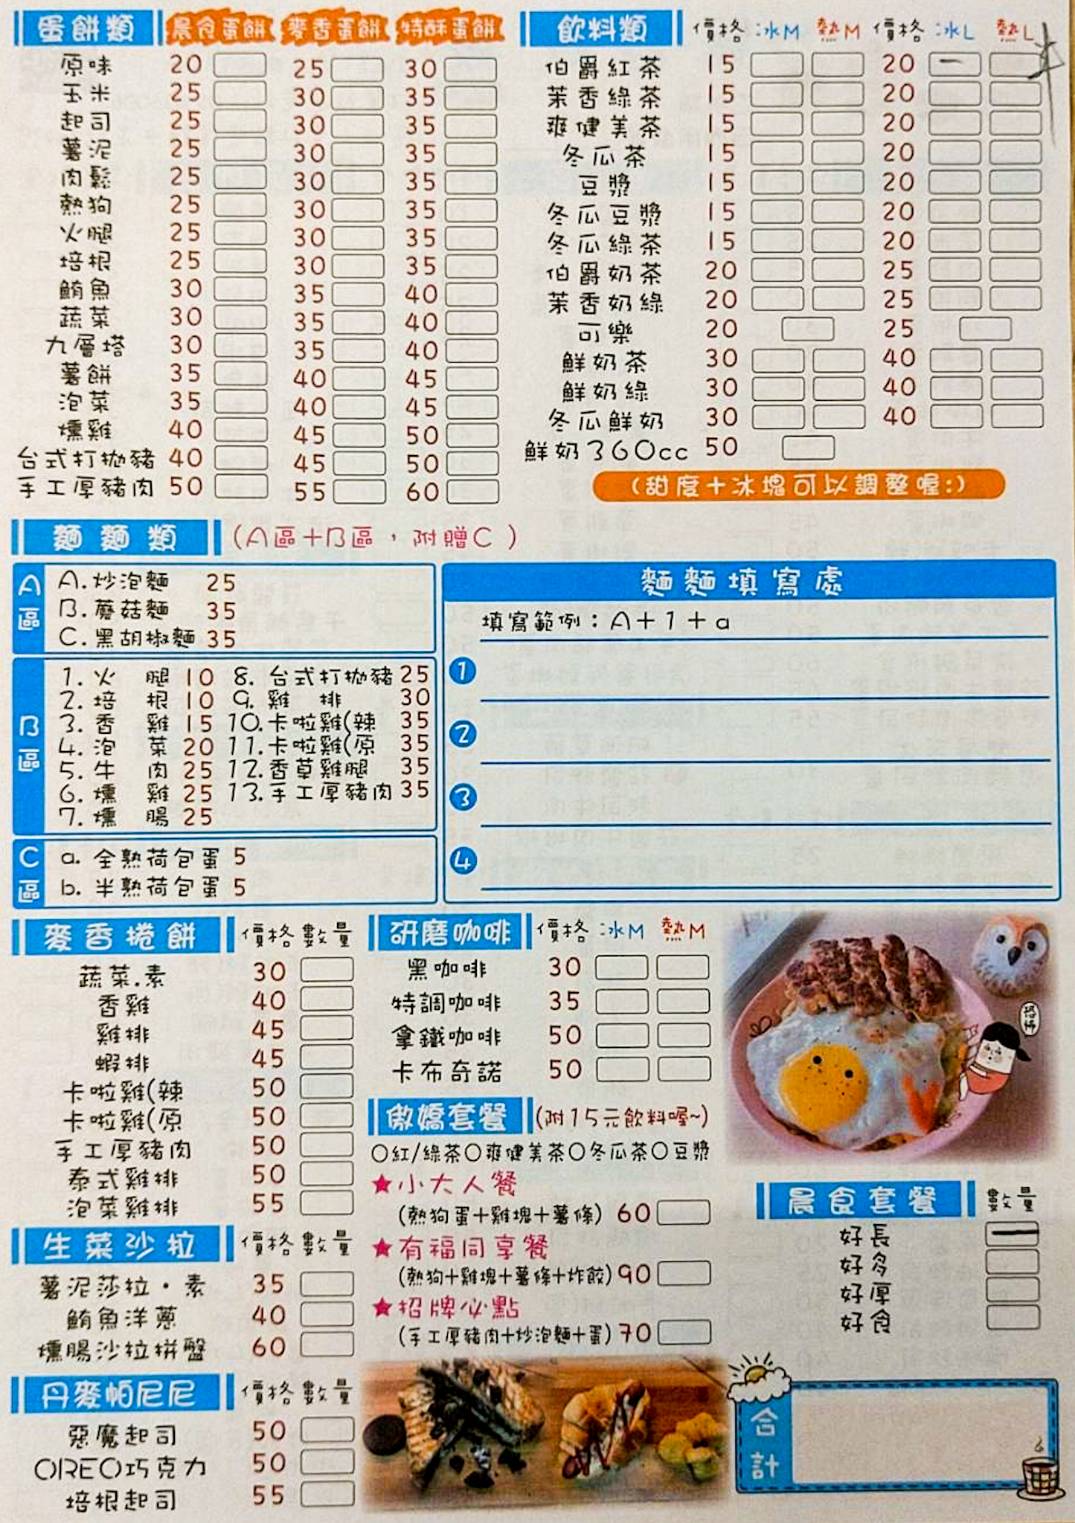 蛋餅類 晨食蛋餅 麥香蛋餅 特酥蛋餅
原味 20 25 30
玉米 25 30 35
起司 25 30 35
薯泥 25 30 35
肉鬆 25 30 35
熱狗 25 30 35
火腿 25 30 35
培根 25 30 35
鮪魚 30 35 40
蔬菜 30 35 40
九層塔 30 35 40
薯餅 35 40 45
泡菜 35 40 45
燻雞 40 45 50
台式打拋豬 40 45 50
手工厚豬肉 50 55 60
飲料類 價格 冰M 熱M 價格 冰L 熱L
伯爵紅茶 15 20
茉香綠茶 15 20
爽健美茶 15 20
冬瓜茶 15 20
豆漿 15 20
冬瓜豆漿 15 20
冬瓜綠茶 15 20
伯爵奶茶 20 25
茉香奶綠 20 25
可樂 20 25
鮮奶茶 30 40
鮮奶綠 30 40
冬瓜鮮奶 30 40
鮮奶360cc 50
(甜度+冰塊可以調整喔:)
麵麵類 (A區+B區,附贈C)
A區
A.炒泡麵 25
B.蘑菇麵 35
C.黑胡椒麵 35
B區
1.火腿 10 8.台式打拋豬 25
2.培根 10 9.雞排 30
3.香雞 15 10.卡啦雞(辣 35
4.泡菜 20 11.卡啦雞(原 35
5.牛肉 25 12.香草雞腿 35
6.燻雞 25 13.手工厚豬肉 35
7.燻腸 25
C區
a.全熟荷包蛋 5
b.半熟荷包蛋 5
麵麵填寫處
填寫範例:A+1+a
1
2
3
4
麥香捲餅 價格 數量
蔬菜.素 30
香雞 40
雞排 45
蝦排 45
卡啦雞(辣 50
卡啦雞(原 50
手工厚豬肉 50
泰式雞排 50
泡菜雞排 55
生菜沙拉 價格 數量
薯泥莎拉・素 35
鮪魚洋蔥 40
燻腸沙拉拼盤 60
丹麥帕尼尼 價格 數量
惡魔起司 50
OREO巧克力 50
培根起司 55
研磨咖啡 價格 冰M 熱M
黑咖啡 30
特調咖啡 35
拿鐵咖啡 50
卡布奇諾 50
傲嬌套餐 (附15元飲料喔~)
○紅/綠茶○爽健美茶○冬瓜茶○豆漿
★小大人餐
(熱狗蛋+雞塊+薯條) 60
★有福同享餐
(熱狗+雞塊+薯條+炸餃) 90
★招牌必點
(手工厚豬肉+炒泡麵+蛋) 70
恐怖
晨食套餐 數量
好長
好多
好厚
好食
合計